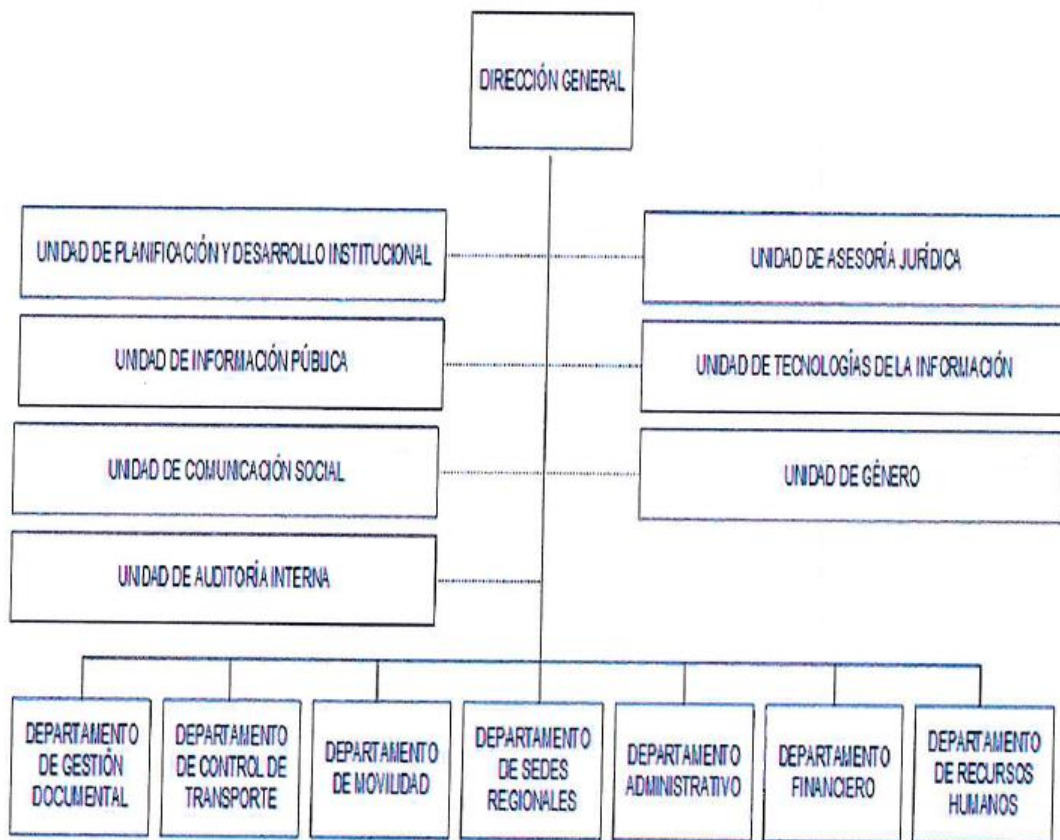 DIRECCIÓN GENERAL
UNIDAD DE PLANIFICACIÓN Y DESARROLLO INSTITUCIONAL
UNIDAD DE ASESORÍA JURÍDICA
UNIDAD DE INFORMACIÓN PÚBLICA
UNIDAD DE TECNOLOGÍAS DE LA INFORMACIÓN
UNIDAD DE COMUNICACIÓN SOCIAL
UNIDAD DE GÉNERO
UNIDAD DE AUDITORÍA INTERNA
DEPARTAMENTO
DE GESTIÓN
DOCUMENTAL
DEPARTAMENTO
DE CONTROL DE
TRANSPORTE
DEPARTAMENTO
DE MOVILIDAD
DEPARTAMENTO
DE SEDES
REGIONALES
DEPARTAMENTO
ADMINISTRATIVO
DEPARTAMENTO
FINANCIERO
DEPARTAMENTO
DE RECURSOS
HUMANOS